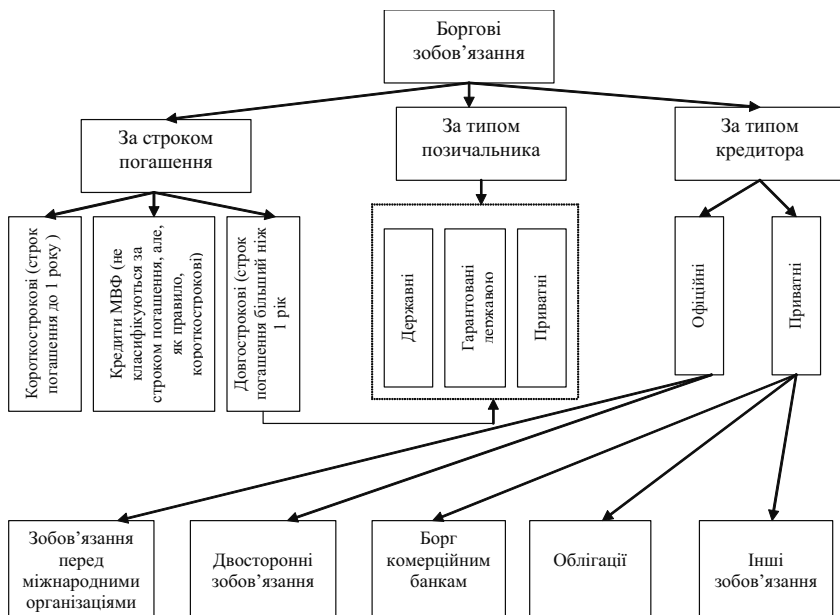 Боргові
зобов’язання
За строком
погашення
За типом
позичальника
За типом
кредитора
Короткострокові (строк
погашення до 1 року )
Кредити МВФ (не
класифікуються за
строком погашення, але,
як правило,
короткострокові)
Довгострокові (строк
погашення більший ніж
1 рік
Державні
Гарантовані
державою
Приватні
Офіційні
Приватні
Зобов’язання
перед
міжнародними
організаціями
Двосторонні
зобов’язання
Борг
комерційним
банкам
Облігації
Інші
зобов’язання